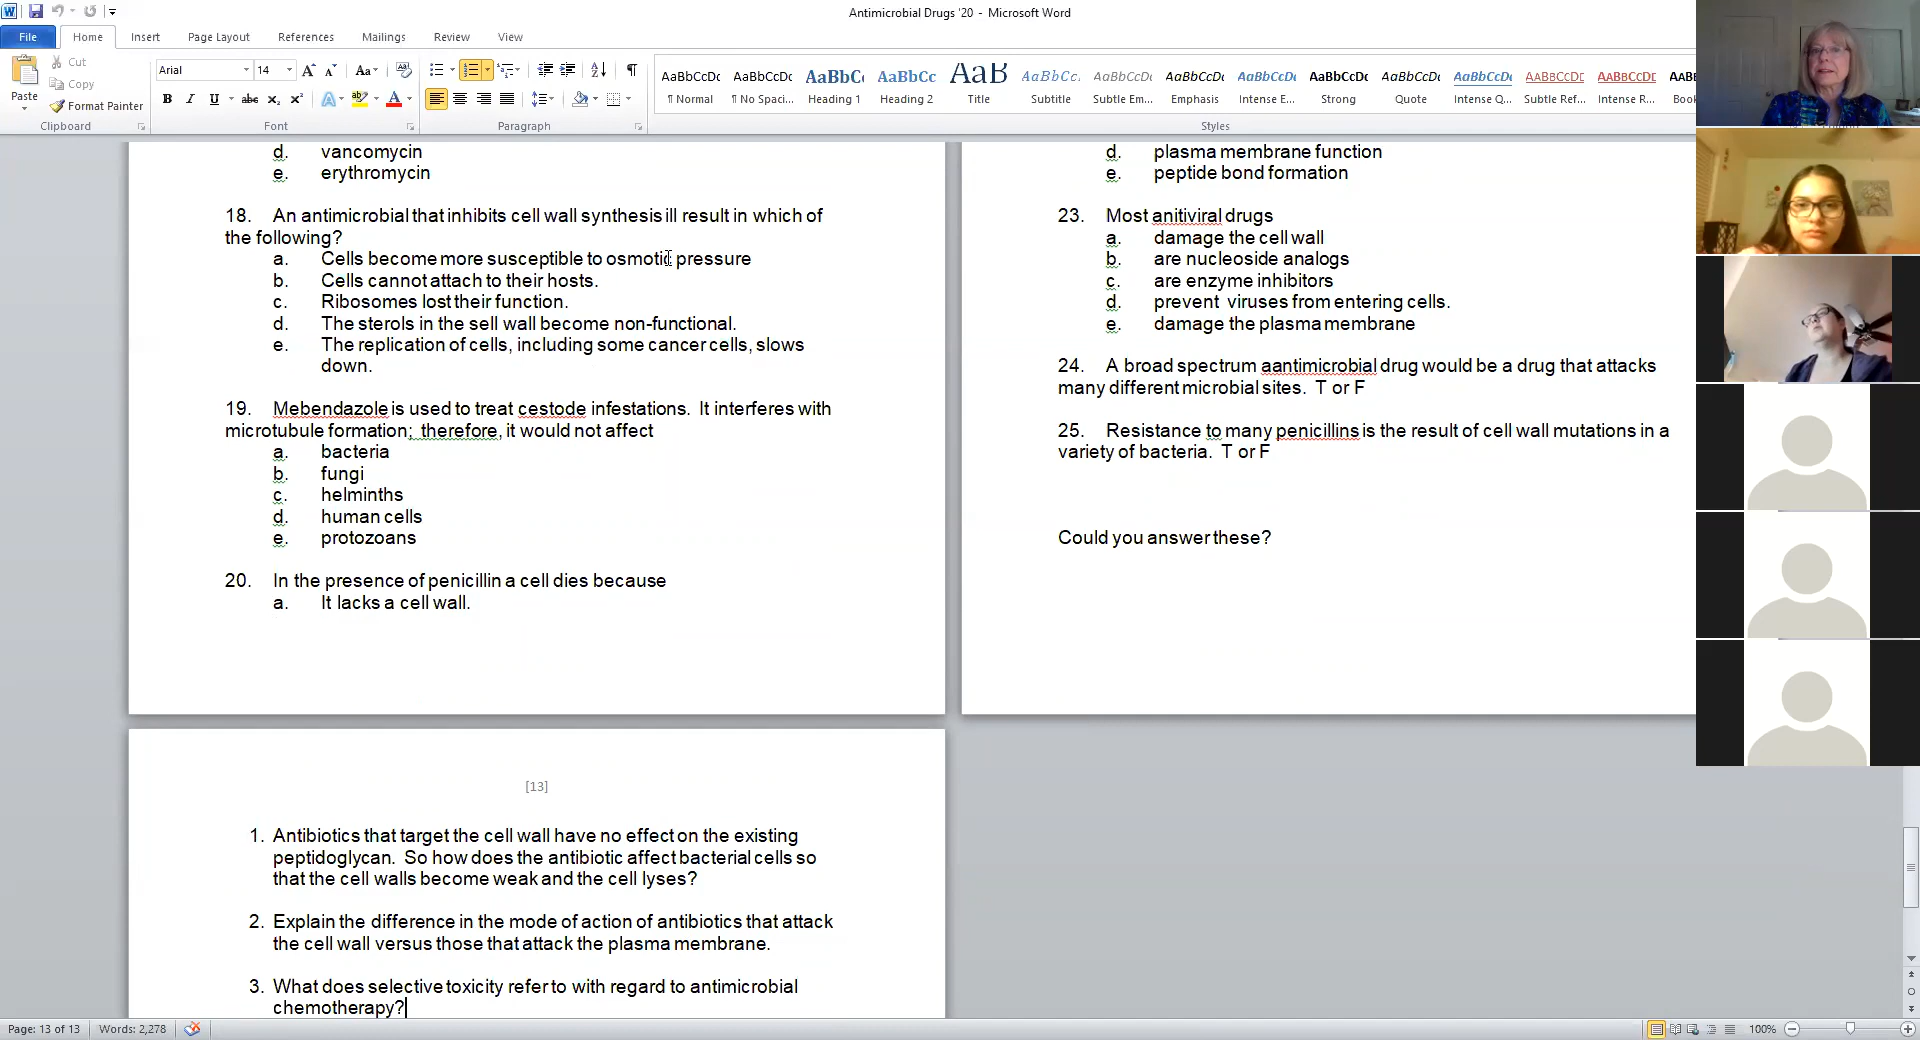 Antimicrobial Drugs '20 - Microsoft Word
File Home Insert Page Layout References Mailings Review View
Paste
Cut
Copy
Format Painter
Clipboard
Arial 14
Font
Paragraph
AaBbCcDc AaBbCcDc AaBbCc AaBbCc AaB AaBbCc. AaBbCcDc AaBbCcDc AaBbCcDc AaBbCcDc AaBbCcDc AaBbCcDc AaBbCcDc AaBbCcDc
¶ Normal ¶ No Spaci... Heading 1 Heading 2 Title Subtitle Subtle Em... Emphasis Intense E... Strong Quote Intense Q... Subtle Ref... Intense R... Book
Styles
d. vancomycin
e. erythromycin
18. An antimicrobial that inhibits cell wall synthesis ill result in which of
the following?
a. Cells become more susceptible to osmotic pressure
b. Cells cannot attach to their hosts.
c. Ribosomes lost their function.
d. The sterols in the sell wall become non-functional.
e. The replication of cells, including some cancer cells, slows
down.
19. Mebendazole is used to treat cestode infestations. It interferes with
microtubule formation; therefore, it would not affect
a. bacteria
b. fungi
c. helminths
d. human cells
e. protozoans
20. In the presence of penicillin a cell dies because
a. It lacks a cell wall.
d. plasma membrane function
e. peptide bond formation
23. Most anitiviral drugs
a. damage the cell wall
b. are nucleoside analogs
c. are enzyme inhibitors
d. prevent viruses from entering cells.
e. damage the plasma membrane
24. A broad spectrum aantimicrobial drug would be a drug that attacks
many different microbial sites. T or F
25. Resistance to many penicillins is the result of cell wall mutations in a
variety of bacteria. T or F
Could you answer these?
[13]
1. Antibiotics that target the cell wall have no effect on the existing
peptidoglycan. So how does the antibiotic affect bacterial cells so
that the cell walls become weak and the cell lyses?
2. Explain the difference in the mode of action of antibiotics that attack
the cell wall versus those that attack the plasma membrane.
3. What does selective toxicity refer to with regard to antimicrobial
chemotherapy?
Page: 13 of 13 Words: 2,278 100%